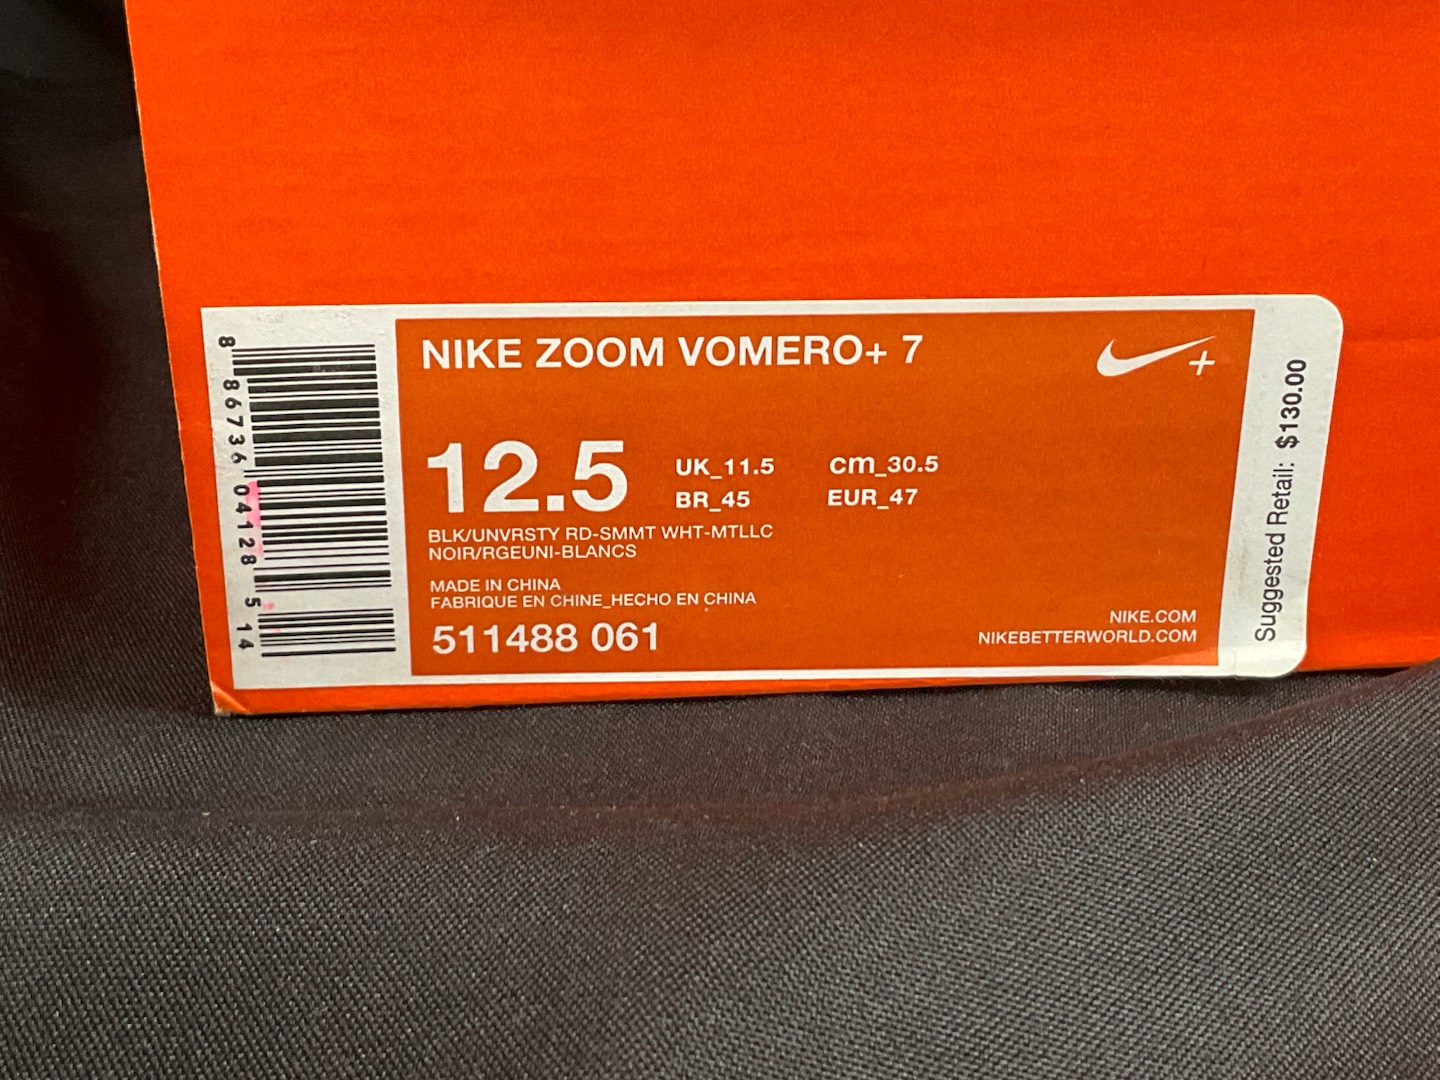 NIKE ZOOM VOMERO+ 7
12.5
UK_11.5 cm_30.5
BR_45 EUR_47
BLK/UNVRSTY RD-SMMT WHT-MTLLC
NOIR/RGEUNI-BLANCS
MADE IN CHINA
FABRIQUE EN CHINE_HECHO EN CHINA
511488 061
NIKE.COM
NIKEBETTERWORLD.COM
Suggested Retail: $130.00
8 86736 04128 5 14